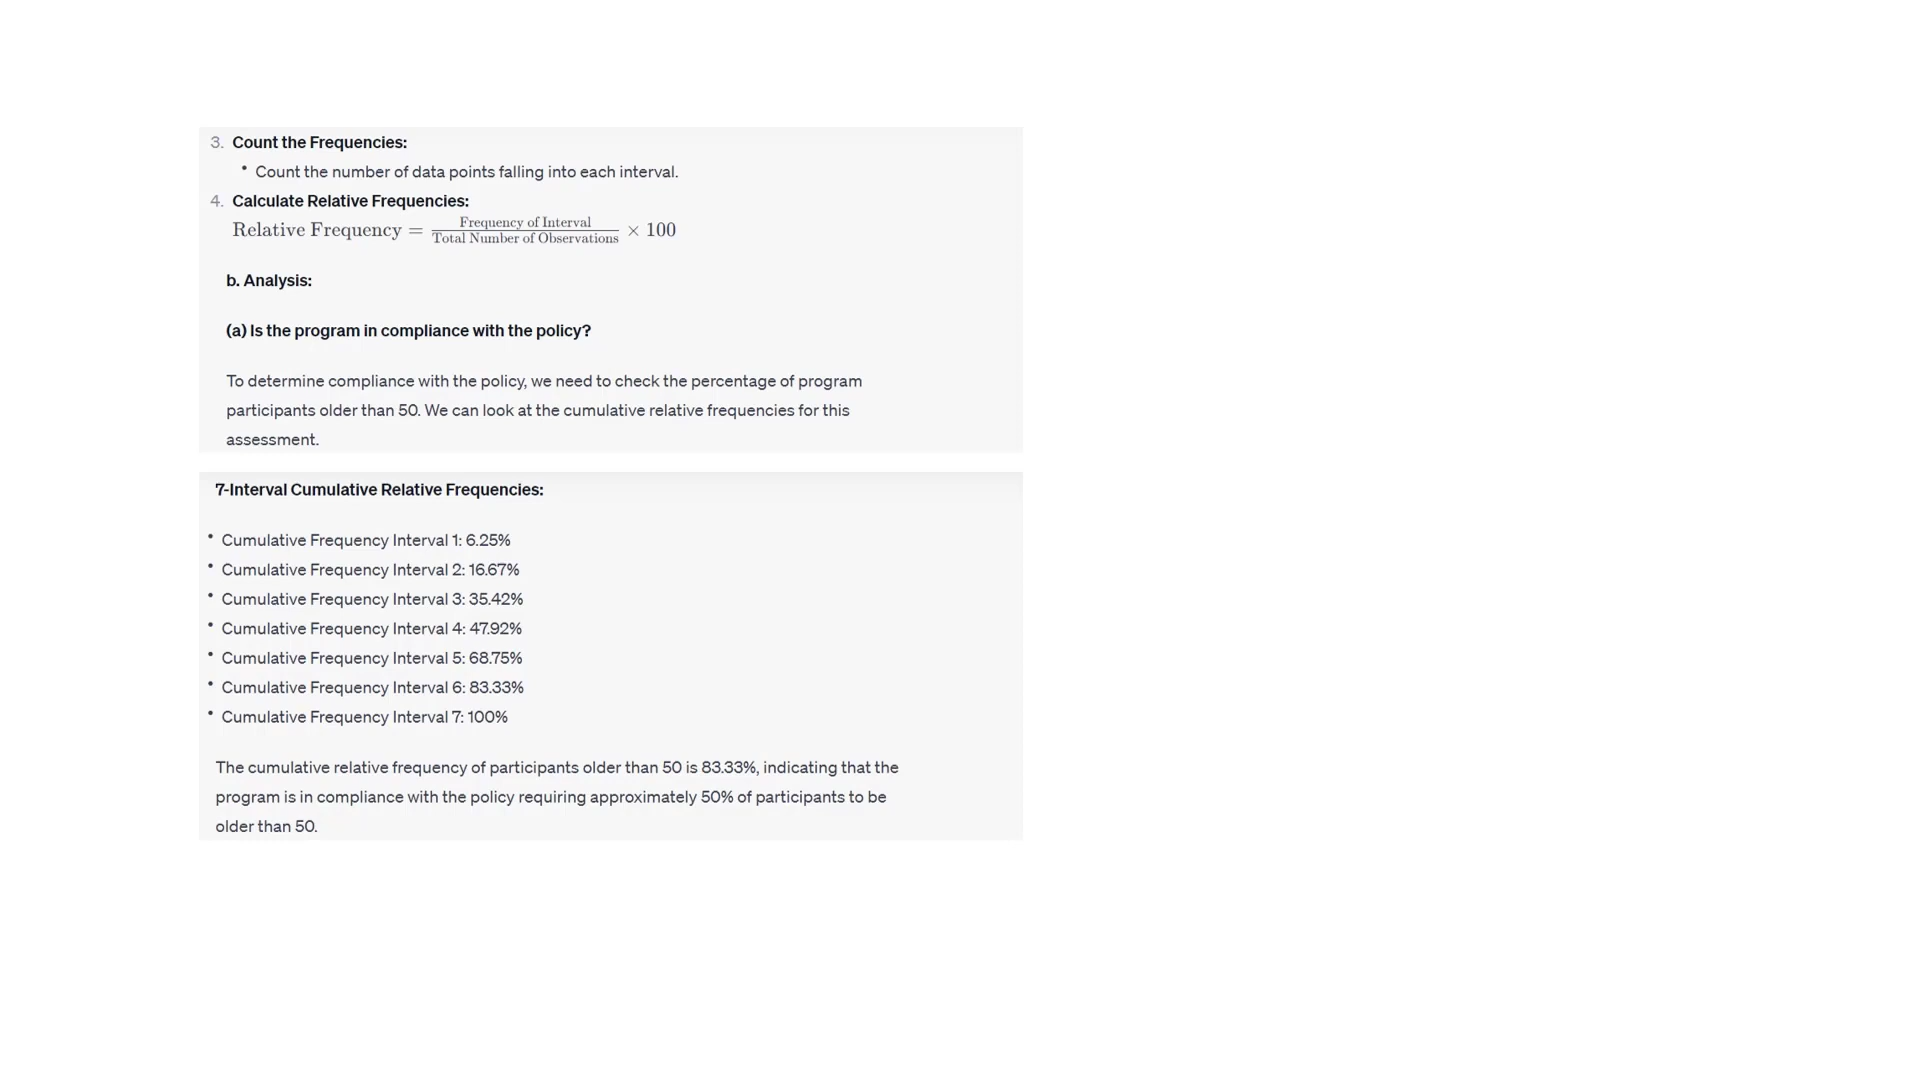 3. Count the Frequencies:
• Count the number of data points falling into each interval.
4. Calculate Relative Frequencies:
Relative Frequency = Frequency of Interval / Total Number of Observations × 100
b. Analysis:
(a) Is the program in compliance with the policy?
To determine compliance with the policy, we need to check the percentage of program
participants older than 50. We can look at the cumulative relative frequencies for this
assessment.
7-Interval Cumulative Relative Frequencies:
• Cumulative Frequency Interval 1: 6.25%
• Cumulative Frequency Interval 2: 16.67%
• Cumulative Frequency Interval 3: 35.42%
• Cumulative Frequency Interval 4: 47.92%
• Cumulative Frequency Interval 5: 68.75%
• Cumulative Frequency Interval 6: 83.33%
• Cumulative Frequency Interval 7: 100%
The cumulative relative frequency of participants older than 50 is 83.33%, indicating that the
program is in compliance with the policy requiring approximately 50% of participants to be
older than 50.